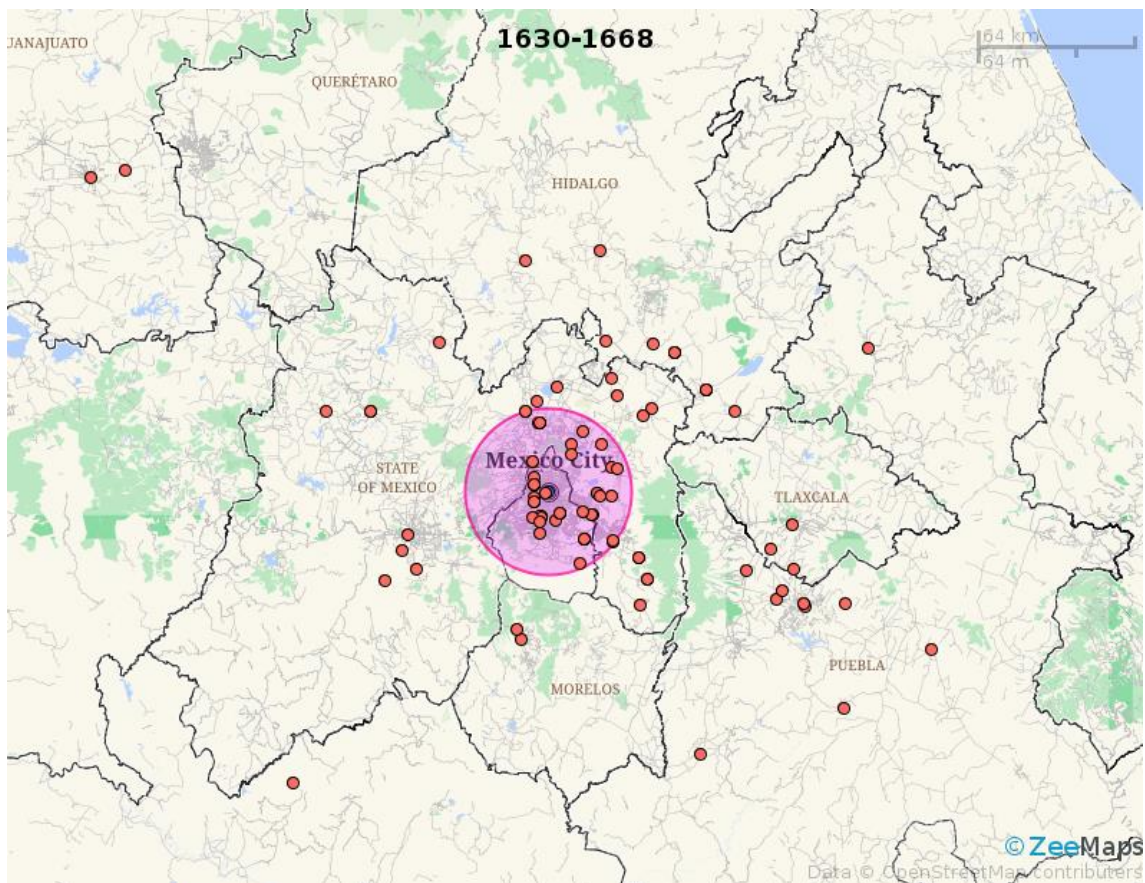 1630-1668
64 km
64 m
UANAJUATO
QUERÉTARO
HIDALGO
Mexico City
STATE
OF MEXICO
TLAXCALA
PUEBLA
MORELOS
© ZeeMaps
Data © OpenStreetMap contributors